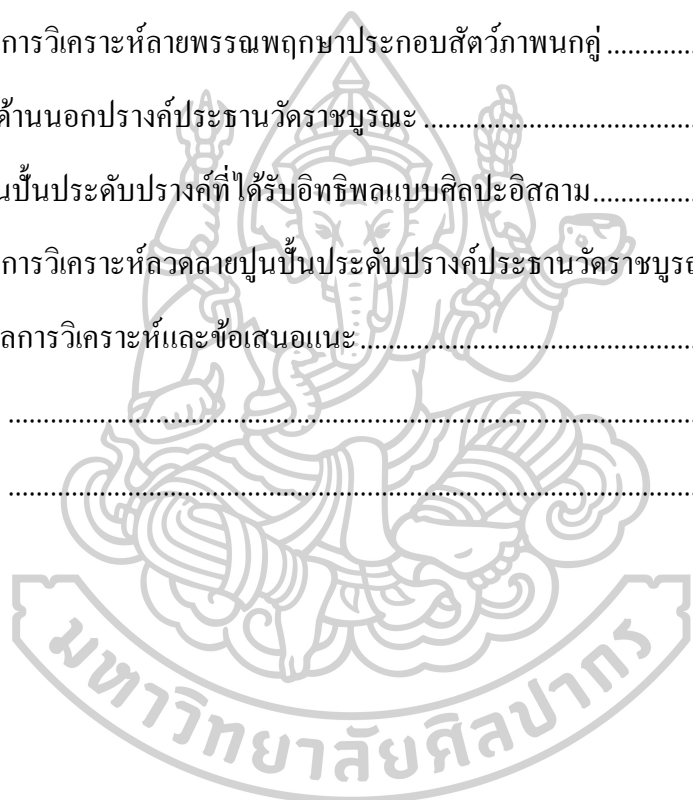 การวิเคราะห์ลายพรรณพฤกษาประกอบสัตว์ภาพนกคู่ ............
ด้านนอกปรางค์ประธานวัดราชบูรณะ ......................................
นปั้นประดับปรางค์ที่ได้รับอิทธิพลแบบศิลปะอิสลาม..............
การวิเคราะห์ลวดลายปูนปั้นประดับปรางค์ประธานวัดราชบูรณ
ลการวิเคราะห์และข้อเสนอแนะ................................................
....................................................................................................
....................................................................................................
มหาวิทยาลัยศิลปากร